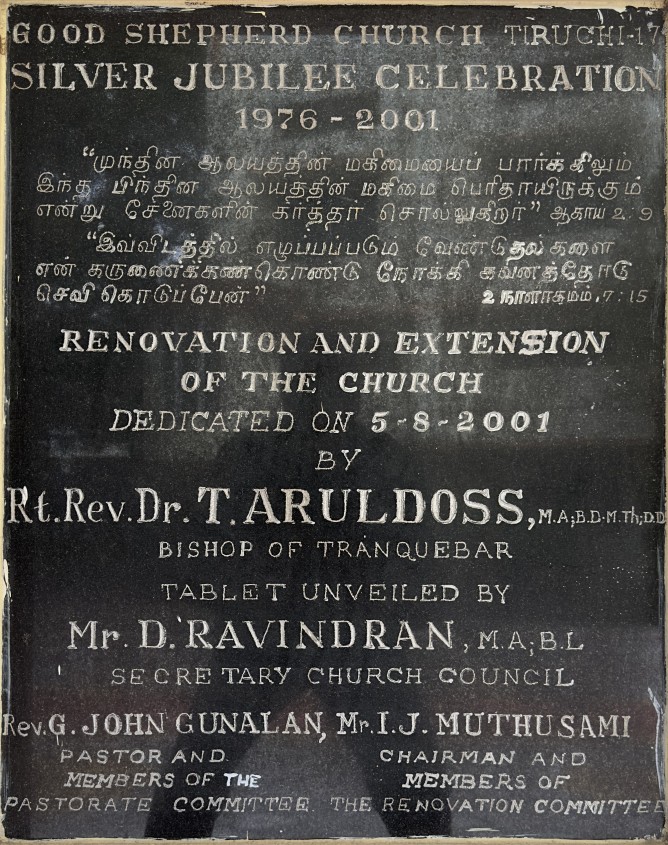 GOOD SHEPHERD CHURCH TIRUCHI-17
SILVER JUBILEE CELEBRATION
1976 - 2001
"முந்தின ஆலயத்தின் மகிமையைப் பார்க்கிலும்
இந்த பிந்தின ஆலயத்தின் மகிமை பெரிதாயிருக்கும்
என்று சேனைகளின் கர்த்தர் சொல்லுகிறார்" ஆகாய 2:9
"இவ்விடத்தில் எழுப்பப்படும் வேண்டுதல்களை
என் கருணைக்கண்கொண்டு நோக்கி கவனத்தோடு
செவி கொடுப்பேன்" 2 நாளாகமம், 7:15
RENOVATION AND EXTENSION
OF THE CHURCH
DEDICATED ON 5-8-2001
BY
Rt.Rev.Dr. T. ARULDOSS, M.A;B.D.M.Th;D.D
BISHOP OF TRANQUEBAR
TABLET UNVEILED BY
Mr. D. RAVINDRAN, M.A;B.L
SECRETARY CHURCH COUNCIL
Rev. G. JOHN GUNALAN, Mr. I.J. MUTHUSAMI
PASTOR AND CHAIRMAN AND
MEMBERS OF THE MEMBERS OF
PASTORATE COMMITTEE. THE RENOVATION COMMITTEE